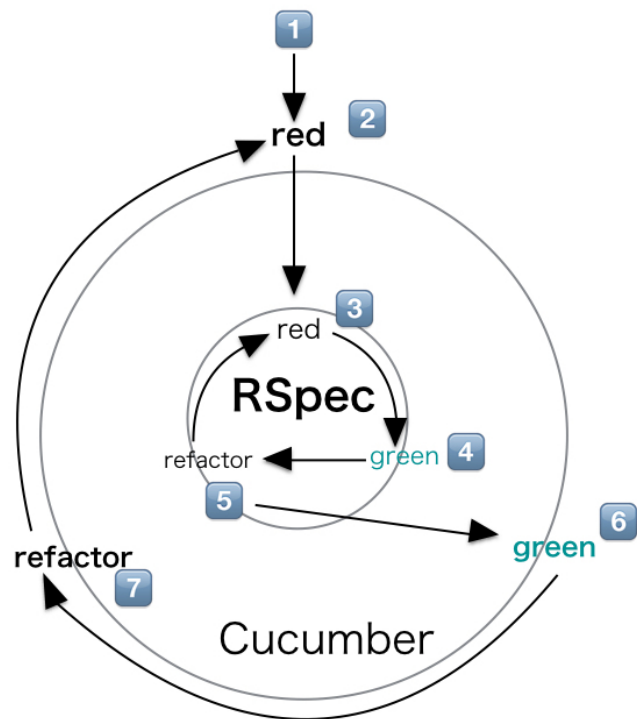 1
red 2
3
red
RSpec
refactor green 4
5
6
green
refactor
7
Cucumber